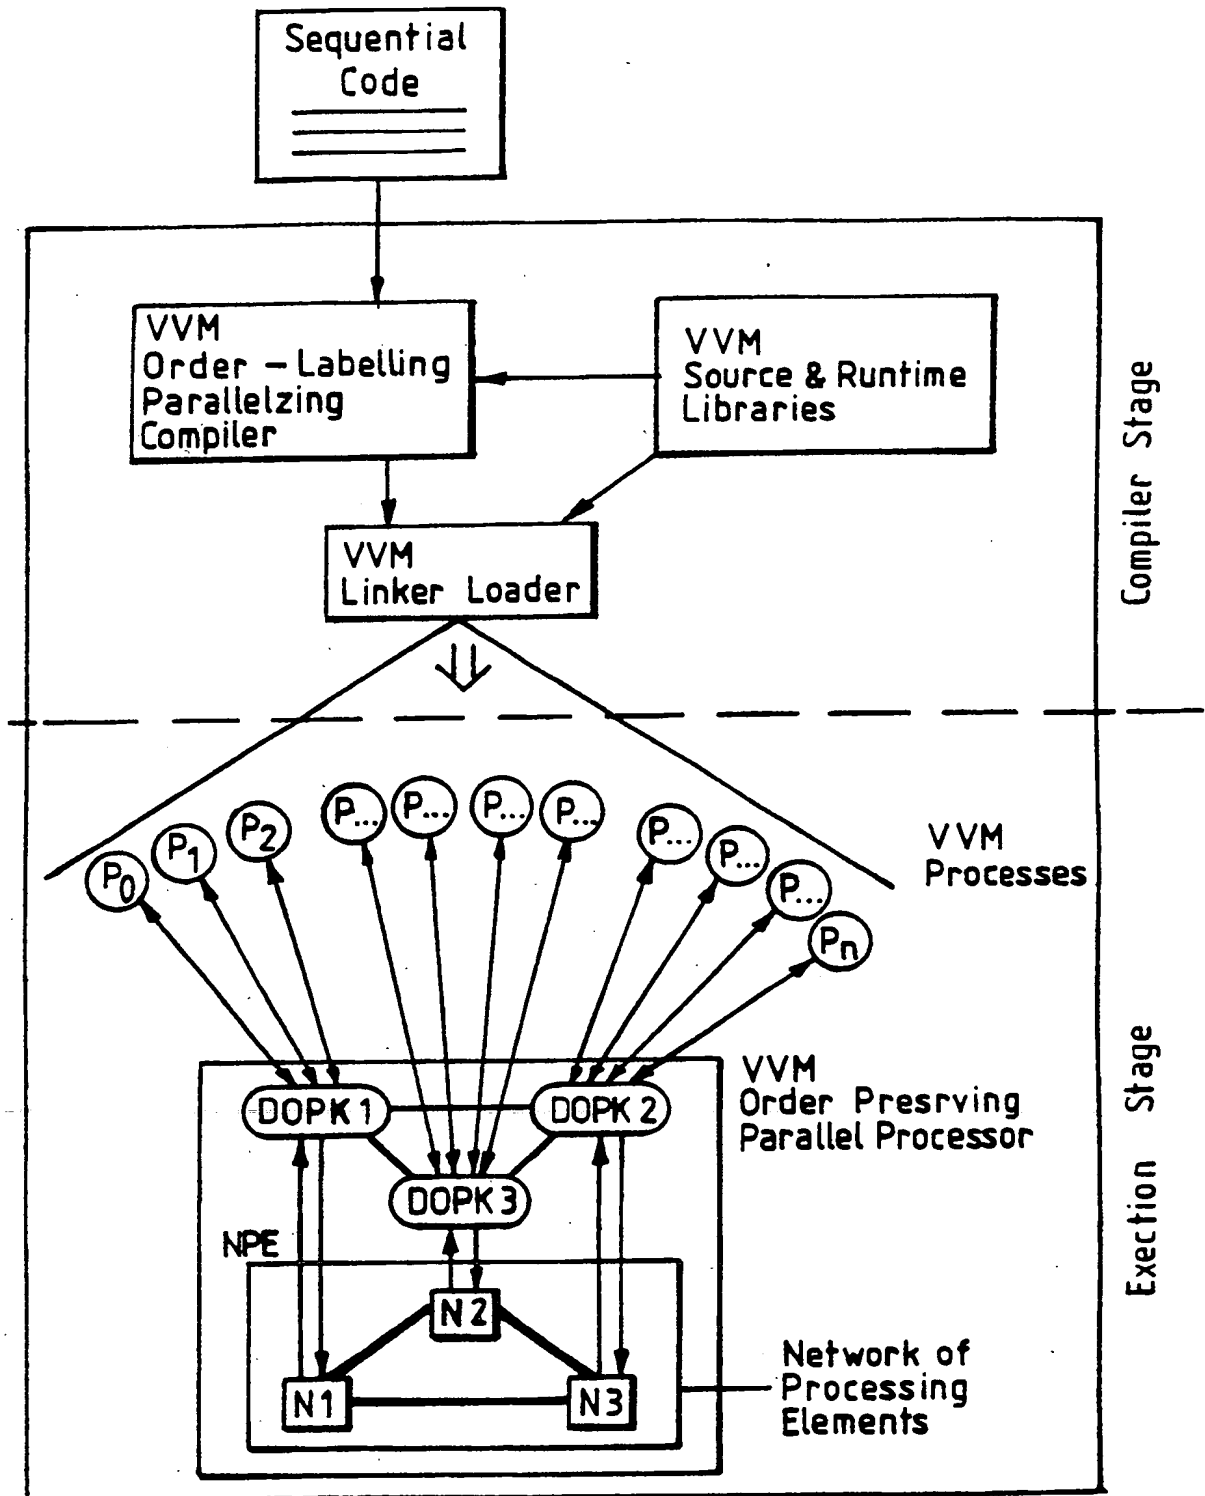 Sequential
Code
VVM
Order – Labelling
Parallelzing
Compiler
VVM
Source & Runtime
Libraries
VVM
Linker Loader
Compiler Stage
P0
P1
P2
P...
P...
P...
P...
P...
P...
P...
Pn
VVM
Processes
DOPK 1
DOPK 2
DOPK 3
VVM
Order Presrving
Parallel Processor
NPE
N1
N2
N3
Network of
Processing
Elements
Exection Stage